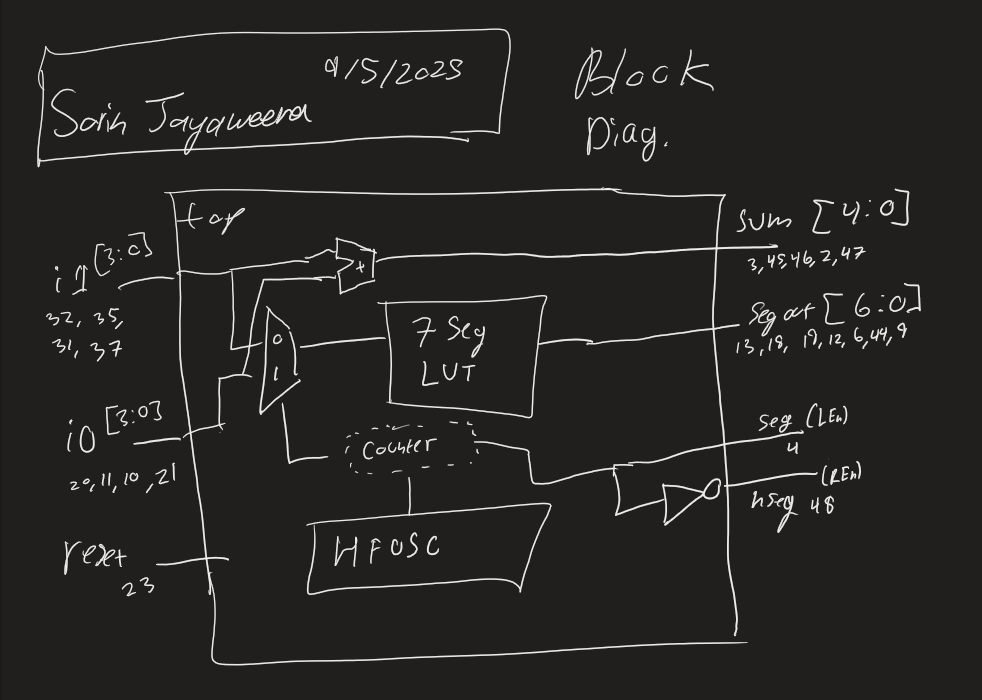 9/5/2025
Sarin Jayaweera
Block
Diag.
top
i1[3:0]
32, 35,
31, 37
i0[3:0]
20, 11, 10, 21
reset
23
+
0
1
7 Seg
LUT
Counter
HFOSC
sum [4:0]
3, 45, 46, 2, 47
Seg out [6:0]
13, 18, 19, 12, 6, 44, 9
seg (LEn)
4
(REn)
nseg 48